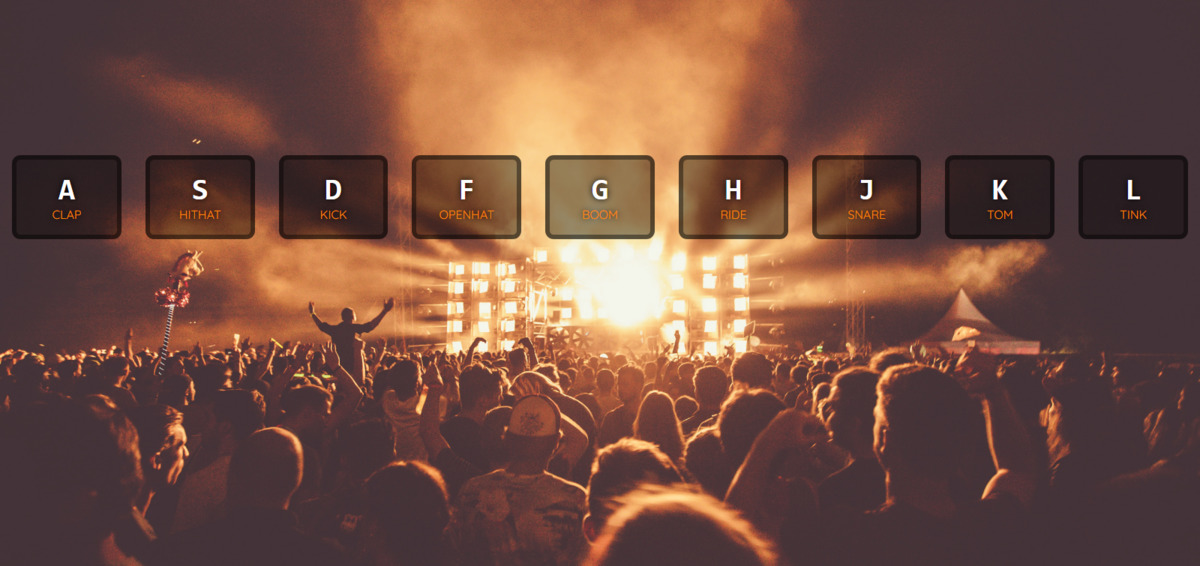 A
CLAP
S
HITHAT
D
KICK
F
OPENHAT
G
BOOM
H
RIDE
J
SNARE
K
TOM
L
TINK